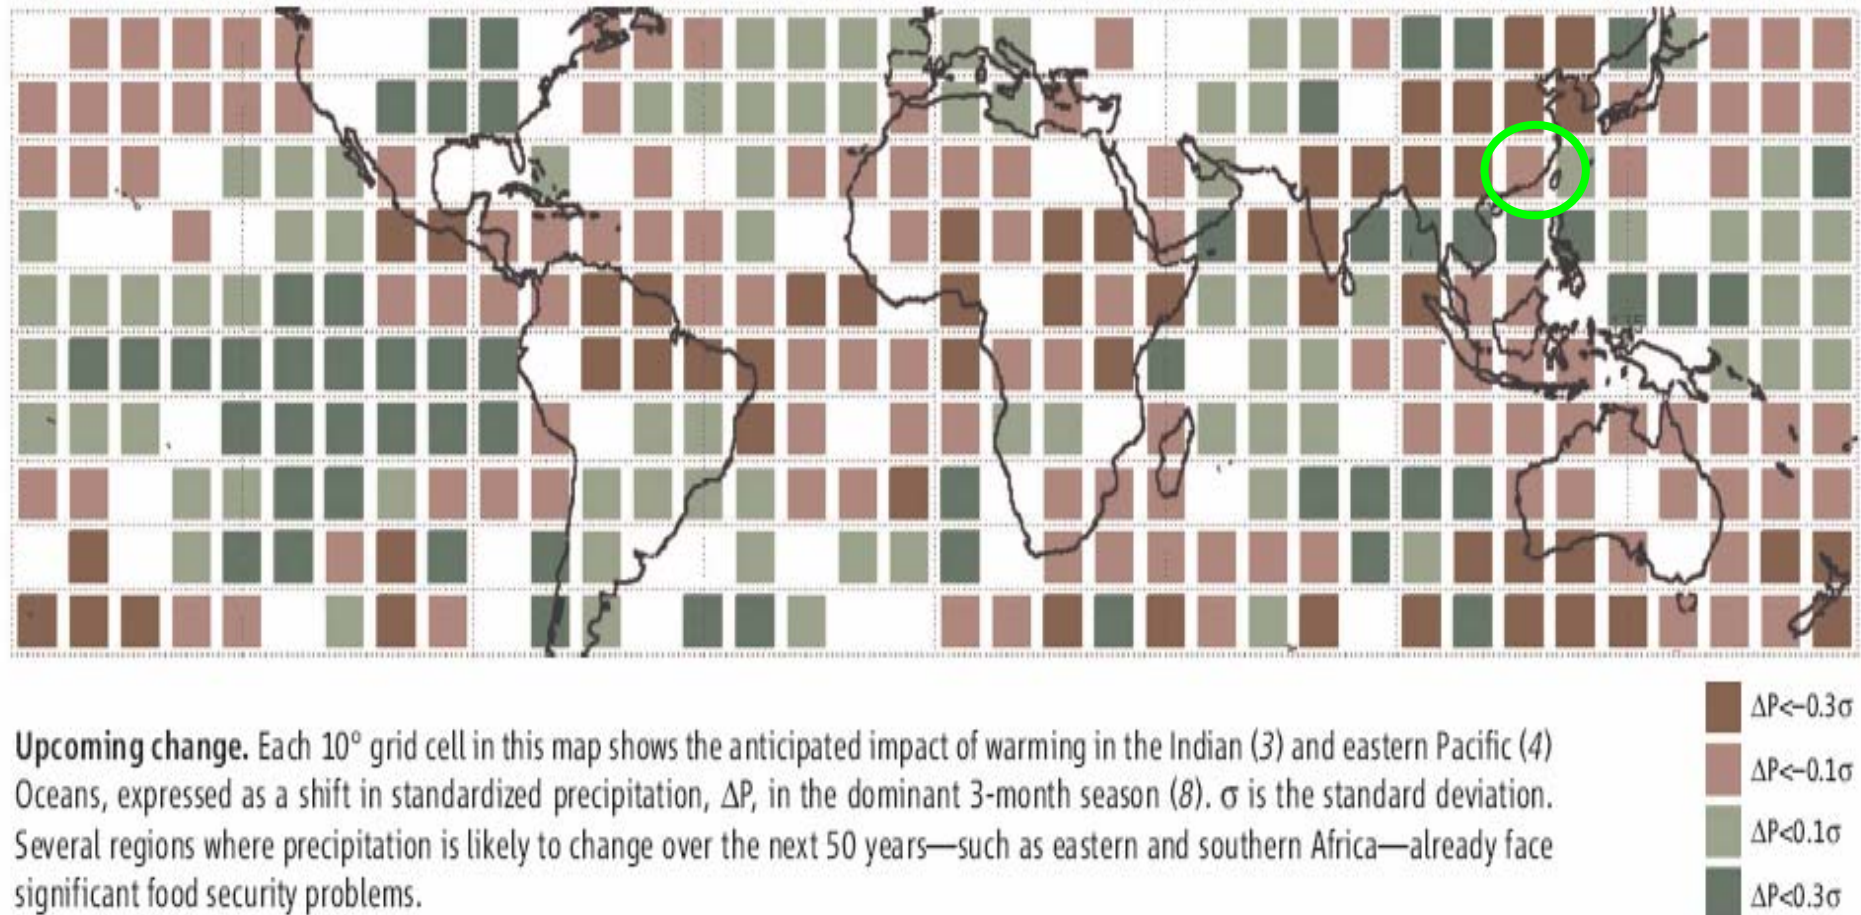 ΔP<−0.3σ
ΔP<−0.1σ
ΔP<0.1σ
ΔP<0.3σ
Upcoming change. Each 10° grid cell in this map shows the anticipated impact of warming in the Indian (3) and eastern Pacific (4)
Oceans, expressed as a shift in standardized precipitation, ΔP, in the dominant 3-month season (8). σ is the standard deviation.
Several regions where precipitation is likely to change over the next 50 years—such as eastern and southern Africa—already face
significant food security problems.